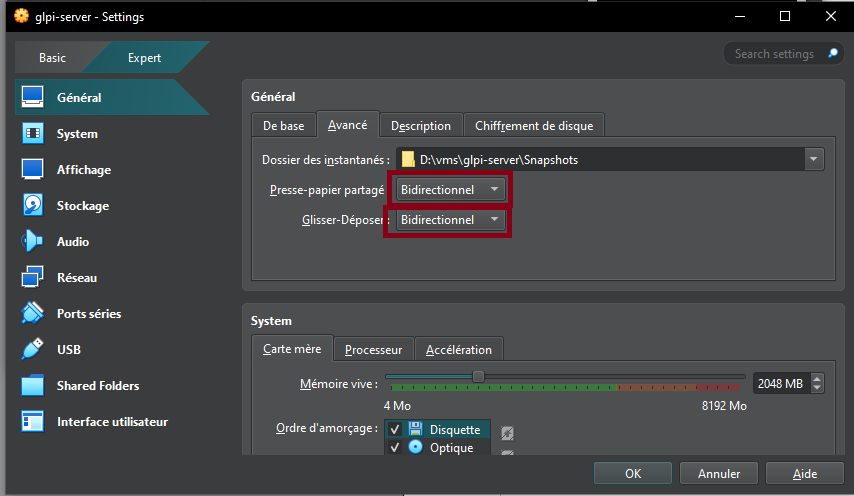 glpi-server - Settings
Basic
Expert
Search settings
Général
System
Affichage
Stockage
Audio
Réseau
Ports séries
USB
Shared Folders
Interface utilisateur
Général
De base
Avancé
Description
Chiffrement de disque
Dossier des instantanés :
D:\vms\glpi-server\Snapshots
Presse-papier partagé
Bidirectionnel
Glisser-Déposer :
Bidirectionnel
System
Carte mère
Processeur
Accélération
Mémoire vive :
2048 MB
4 Mo
8192 Mo
Ordre d'amorçage :
Disquette
Optique
OK
Annuler
Aide